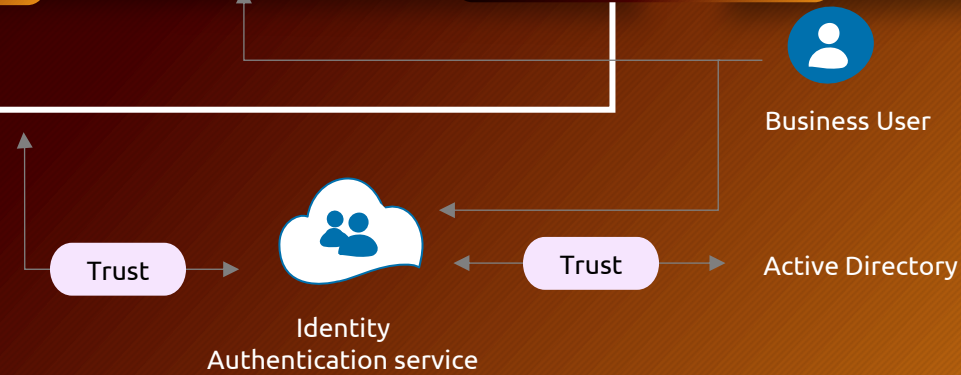 Business User
Trust
Trust
Active Directory
Identity
Authentication service